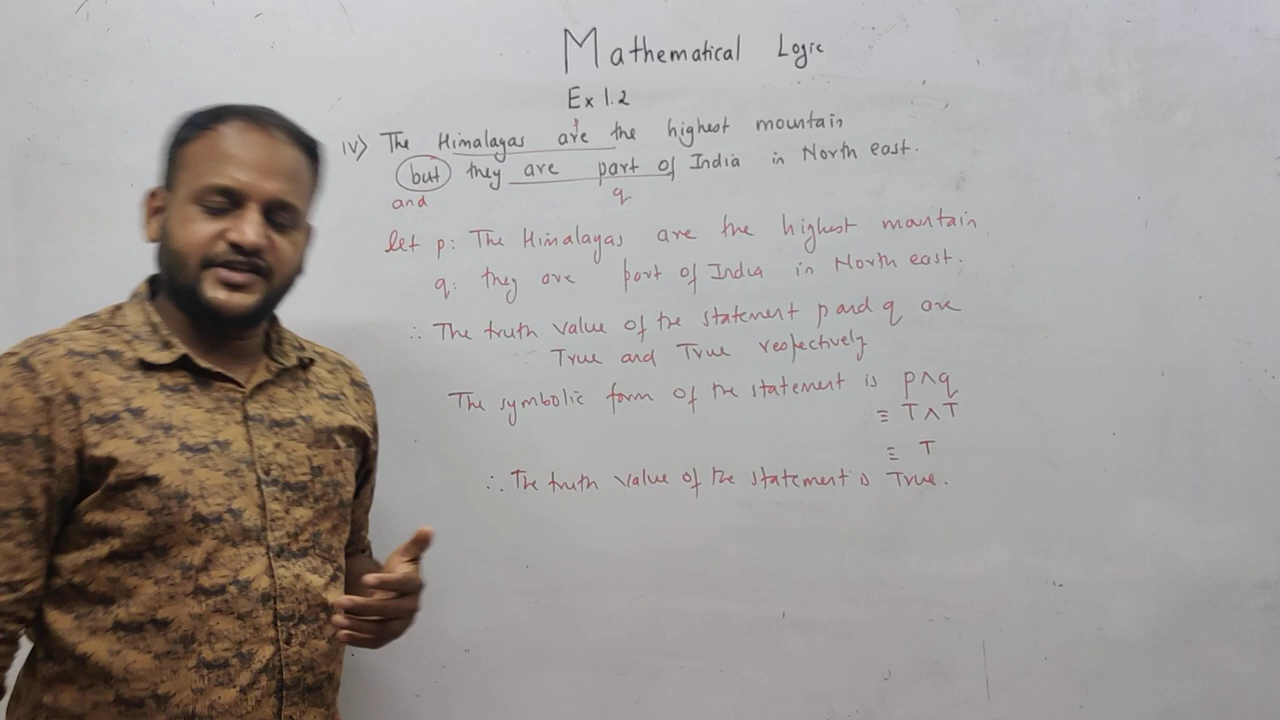 Mathematical Logic
Ex 1.2
p
iv) The Himalayas are the highest mountain
but they are part of India in North east.
and q
let p: The Himalayas are the highest mountain
q: they are part of India in North east.
∴ The truth value of the statement p and q are
True and True respectively
The symbolic form of the statement is p∧q
≡ T∧T
≡ T
∴ The truth value of the statement is True.